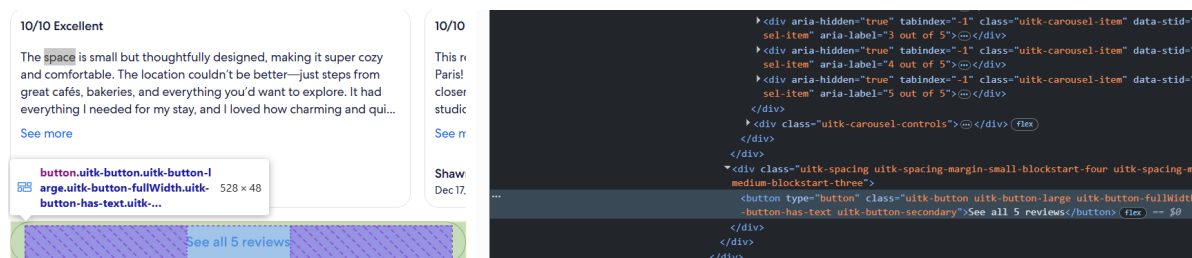 10/10 Excellent
The space is small but thoughtfully designed, making it super cozy
and comfortable. The location couldn't be better—just steps from
great cafés, bakeries, and everything you'd want to explore. It had
everything I needed for my stay, and I loved how charming and qui...
See more
10/10
This re
Paris!
closer
studic
See m
Shawn
Dec 17,
button.uitk-button.uitk-button-l
arge.uitk-button-fullWidth.uitk-
button-has-text.uitk-...
528 × 48
See all 5 reviews
<div aria-hidden="true" tabindex="-1" class="uitk-carousel-item" data-stid="
sel-item" aria-label="3 out of 5">…</div>
<div aria-hidden="true" tabindex="-1" class="uitk-carousel-item" data-stid="
sel-item" aria-label="4 out of 5">…</div>
<div aria-hidden="true" tabindex="-1" class="uitk-carousel-item" data-stid="
sel-item" aria-label="5 out of 5">…</div>
</div>
<div class="uitk-carousel-controls">…</div> flex
</div>
</div>
<div class="uitk-spacing uitk-spacing-margin-small-blockstart-four uitk-spacing-m
medium-blockstart-three">
<button type="button" class="uitk-button uitk-button-large uitk-button-fullWidth
-button-has-text uitk-button-secondary">See all 5 reviews</button> flex == $0
</div>
</div>
</div>